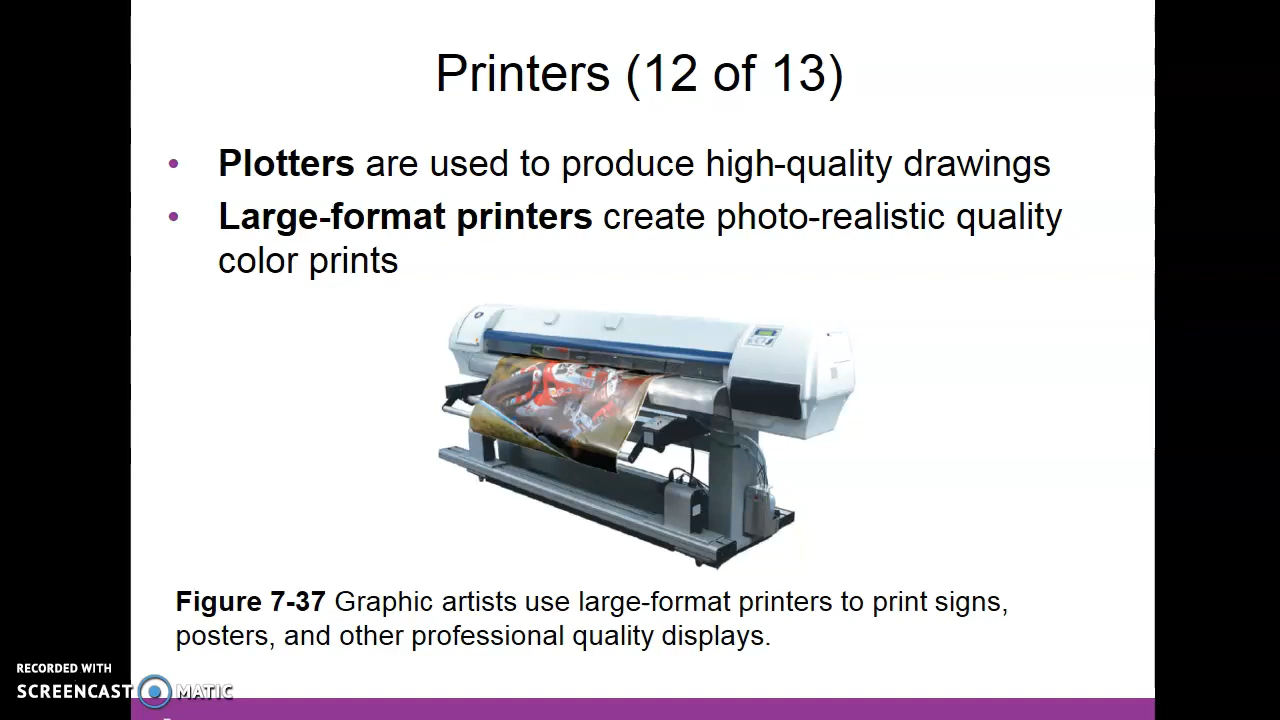 Printers (12 of 13)
• Plotters are used to produce high-quality drawings
• Large-format printers create photo-realistic quality
color prints
Figure 7-37 Graphic artists use large-format printers to print signs,
posters, and other professional quality displays.
RECORDED WITH
SCREENCAST MATIC